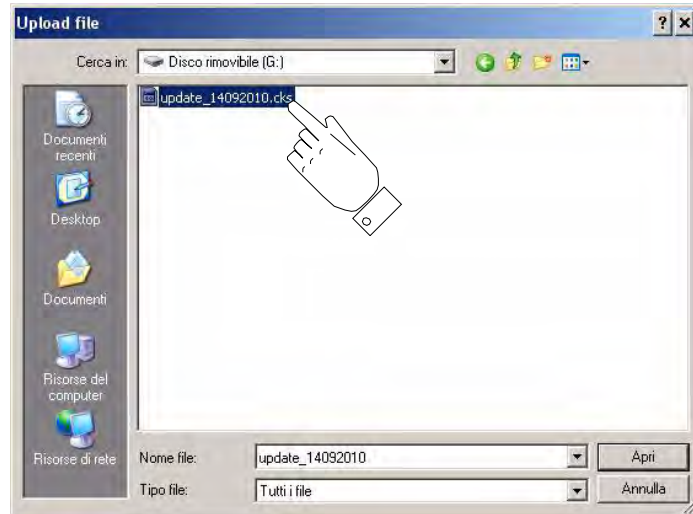 Upload file
Cerca in:
Disco rimovibile (G:)
update_14092010.cks
Documenti
recenti
Desktop
Documenti
Risorse del
computer
Risorse di rete
Nome file:
update_14092010
Apri
Tipo file:
Tutti i file
Annulla